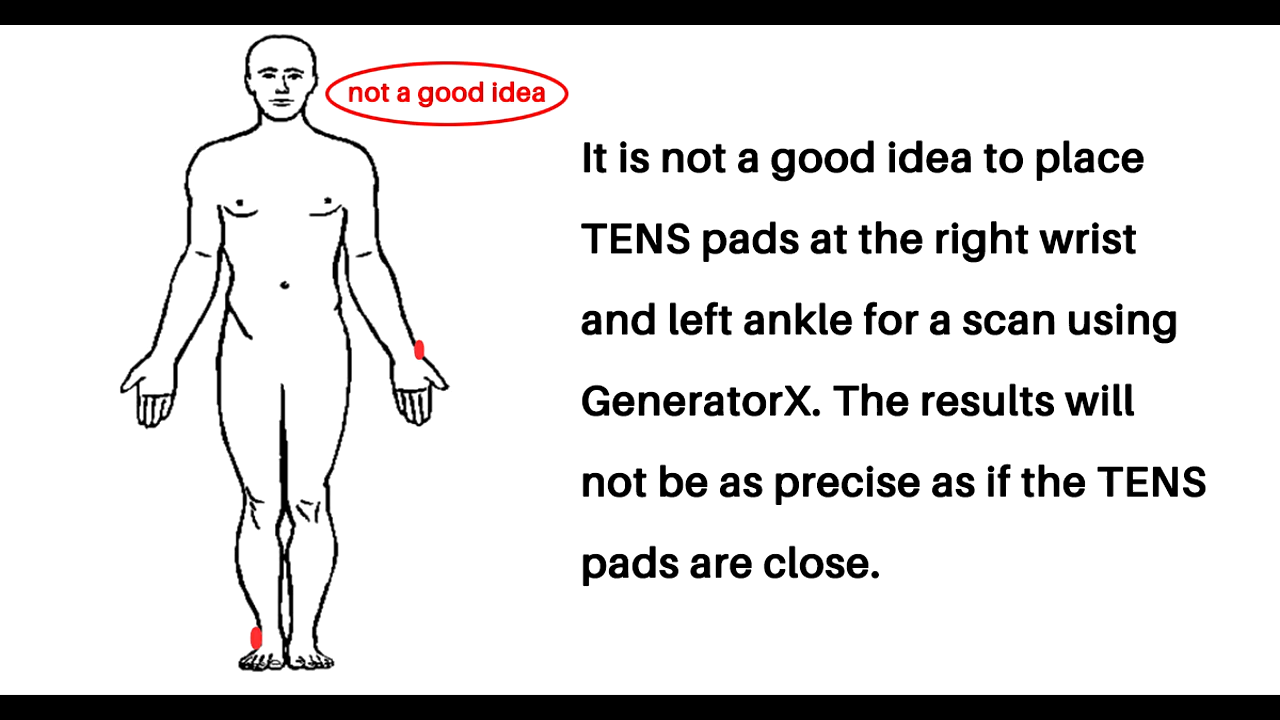 not a good idea
It is not a good idea to place
TENS pads at the right wrist
and left ankle for a scan using
GeneratorX. The results will
not be as precise as if the TENS
pads are close.